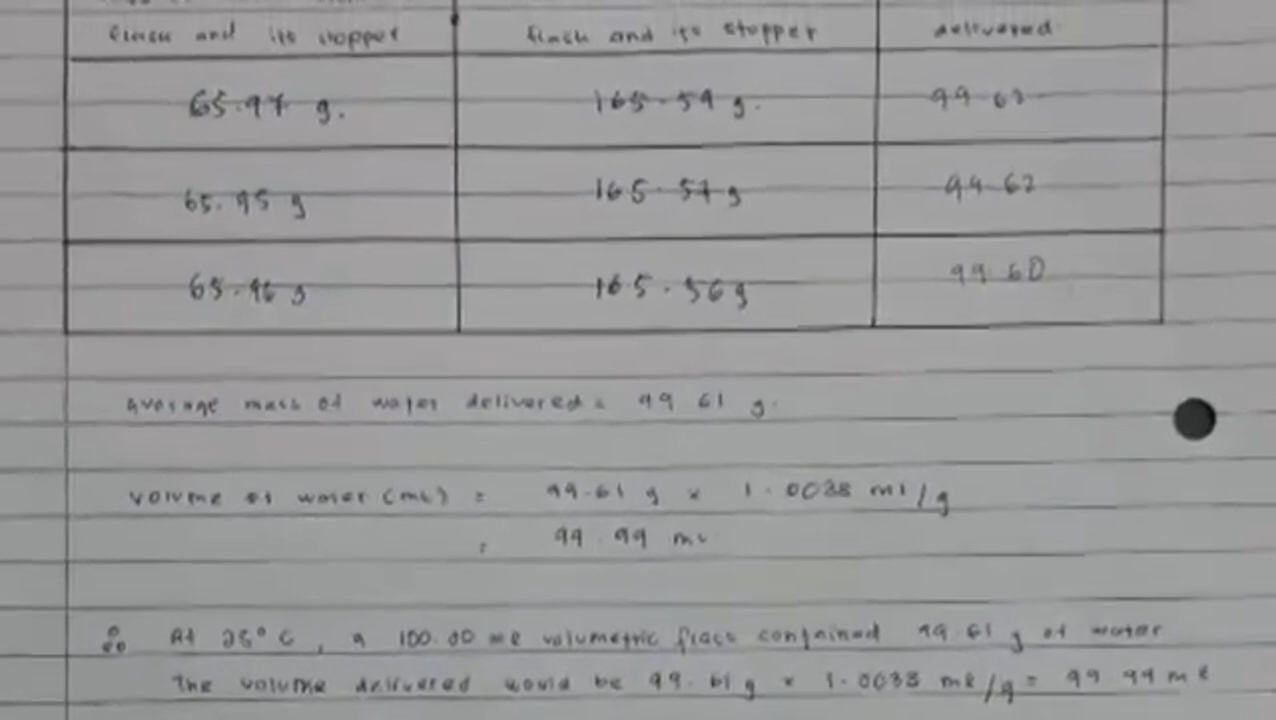 flask and its stopper flask and its stopper delivered
65.97 g. 165.59 g. 99.62
65.95 g 165.57 g 99.62
65.96 g 165.56 g 99.60
Average mass of water delivered = 99.61 g.
Volume of water (mL) = 99.61 g x 1.0038 ml/g
= 99.99 mL
At 25°C, a 100.00 ml volumetric flask contained 99.61 g of water
The volume delivered would be 99.61 g x 1.0038 ml/g = 99.99 ml